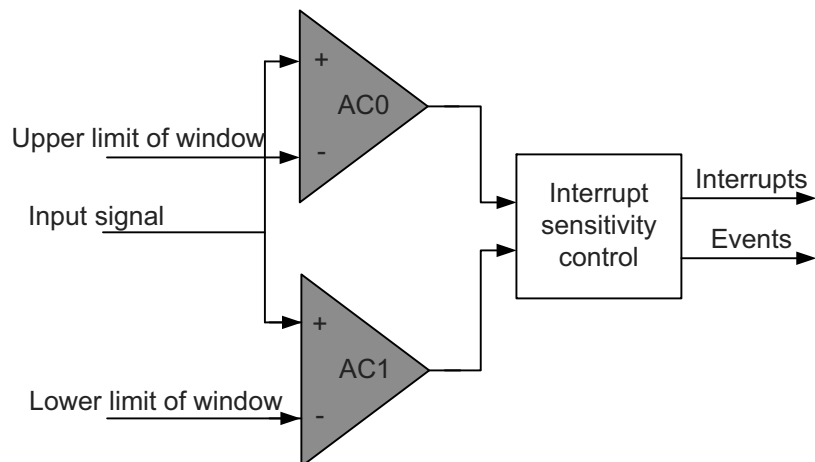 +
AC0
Upper limit of window
-
Input signal
Interrupt
sensitivity
control
Interrupts
Events
+
AC1
Lower limit of window
-